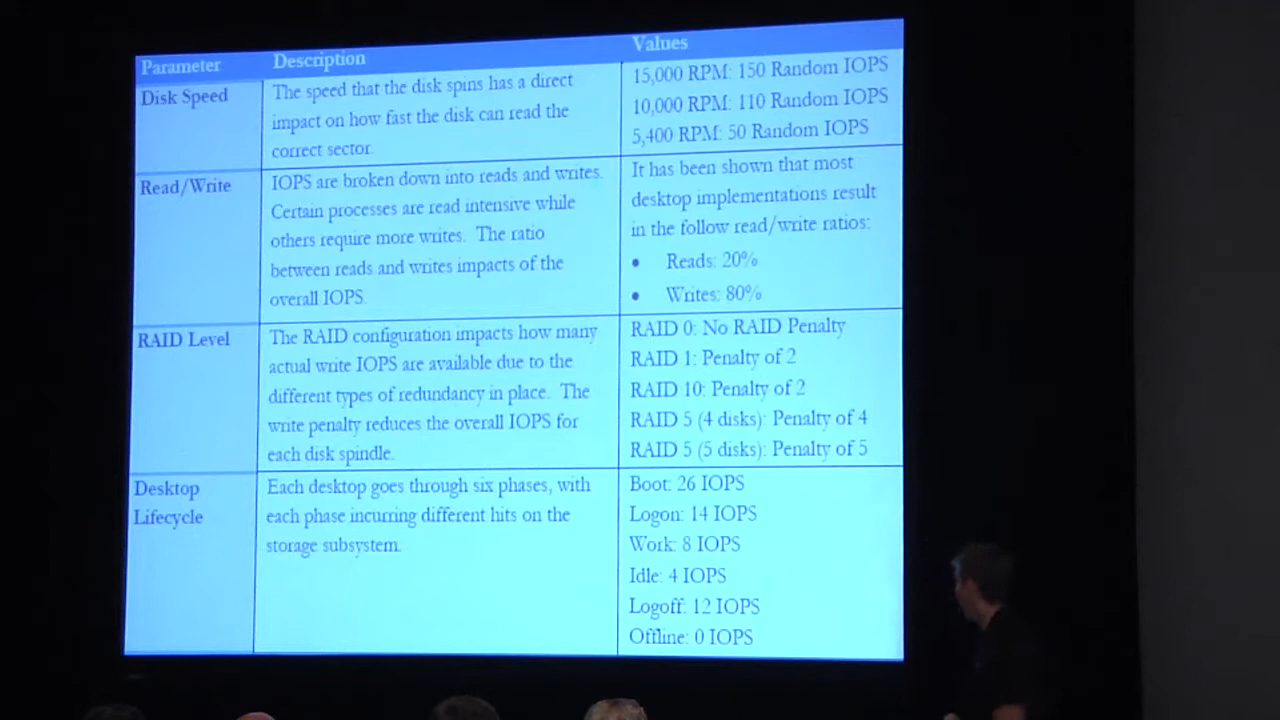 Parameter Description Values
Disk Speed
The speed that the disk spins has a direct
impact on how fast the disk can read the
correct sector.
15,000 RPM: 150 Random IOPS
10,000 RPM: 110 Random IOPS
5,400 RPM: 50 Random IOPS
Read/Write
IOPS are broken down into reads and writes.
Certain processes are read intensive while
others require more writes. The ratio
between reads and writes impacts of the
overall IOPS.
It has been shown that most
desktop implementations result
in the follow read/write ratios:
• Reads: 20%
• Writes: 80%
RAID Level
The RAID configuration impacts how many
actual write IOPS are available due to the
different types of redundancy in place. The
write penalty reduces the overall IOPS for
each disk spindle.
RAID 0: No RAID Penalty
RAID 1: Penalty of 2
RAID 10: Penalty of 2
RAID 5 (4 disks): Penalty of 4
RAID 5 (5 disks): Penalty of 5
Desktop
Lifecycle
Each desktop goes through six phases, with
each phase incurring different hits on the
storage subsystem.
Boot: 26 IOPS
Logon: 14 IOPS
Work: 8 IOPS
Idle: 4 IOPS
Logoff: 12 IOPS
Offline: 0 IOPS